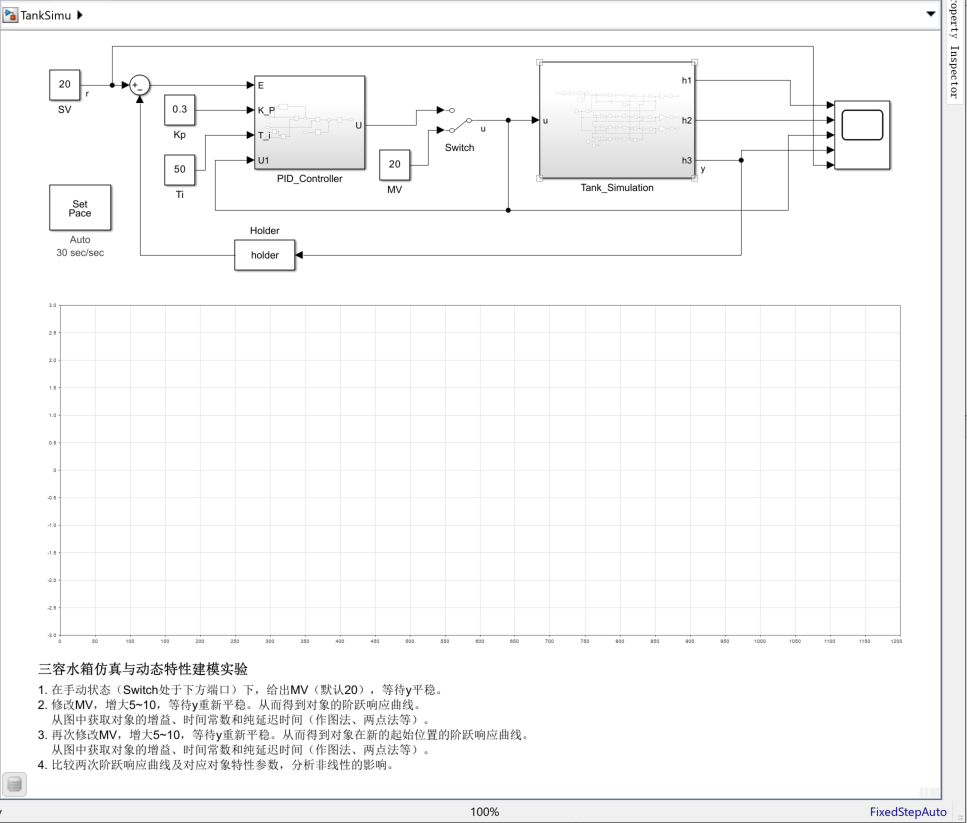 TankSimu
Property Inspector
20
SV
r
+
_
0.3
Kp
50
Ti
E
K_P
T_i
U1
U
PID_Controller
20
MV
Switch
u
u
h1
h2
h3
y
Tank_Simulation
Set
Pace
Auto
30 sec/sec
Holder
holder
3.0
2.5
2.0
1.5
1.0
0.5
0
-0.5
-1.0
-1.5
-2.0
-2.5
-3.0
0 50 100 150 200 250 300 350 400 450 500 550 600 650 700 750 800 850 900 950 1000 1050 1100 1150 1200
三容水箱仿真与动态特性建模实验
1. 在手动状态（Switch处于下方端口）下，给出MV（默认20），等待y平稳。
2. 修改MV，增大5~10，等待y重新平稳。从而得到对象的阶跃响应曲线。
从图中获取对象的增益、时间常数和纯延迟时间（作图法、两点法等）。
3. 再次修改MV，增大5~10，等待y重新平稳。从而得到对象在新的起始位置的阶跃响应曲线。
从图中获取对象的增益、时间常数和纯延迟时间（作图法、两点法等）。
4. 比较两次阶跃响应曲线及对应对象特性参数，分析非线性的影响。
100%
FixedStepAuto